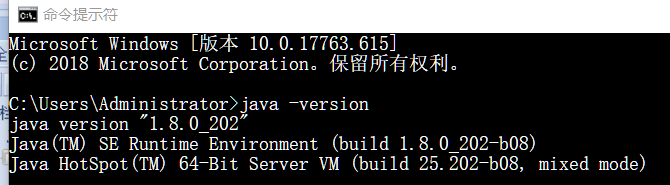 命令提示符
Microsoft Windows [版本 10.0.17763.615]
(c) 2018 Microsoft Corporation。保留所有权利。
C:\Users\Administrator>java -version
java version "1.8.0_202"
Java(TM) SE Runtime Environment (build 1.8.0_202-b08)
Java HotSpot(TM) 64-Bit Server VM (build 25.202-b08, mixed mode)